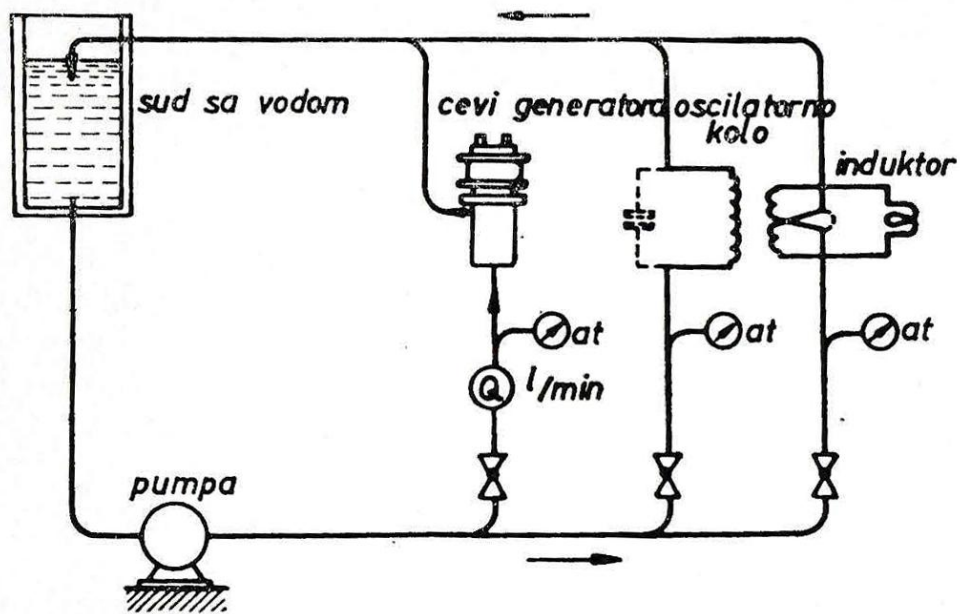 sud sa vodom
cevi generatora
oscilatorno
kolo
induktor
at
at
at
Q
l/min
pumpa